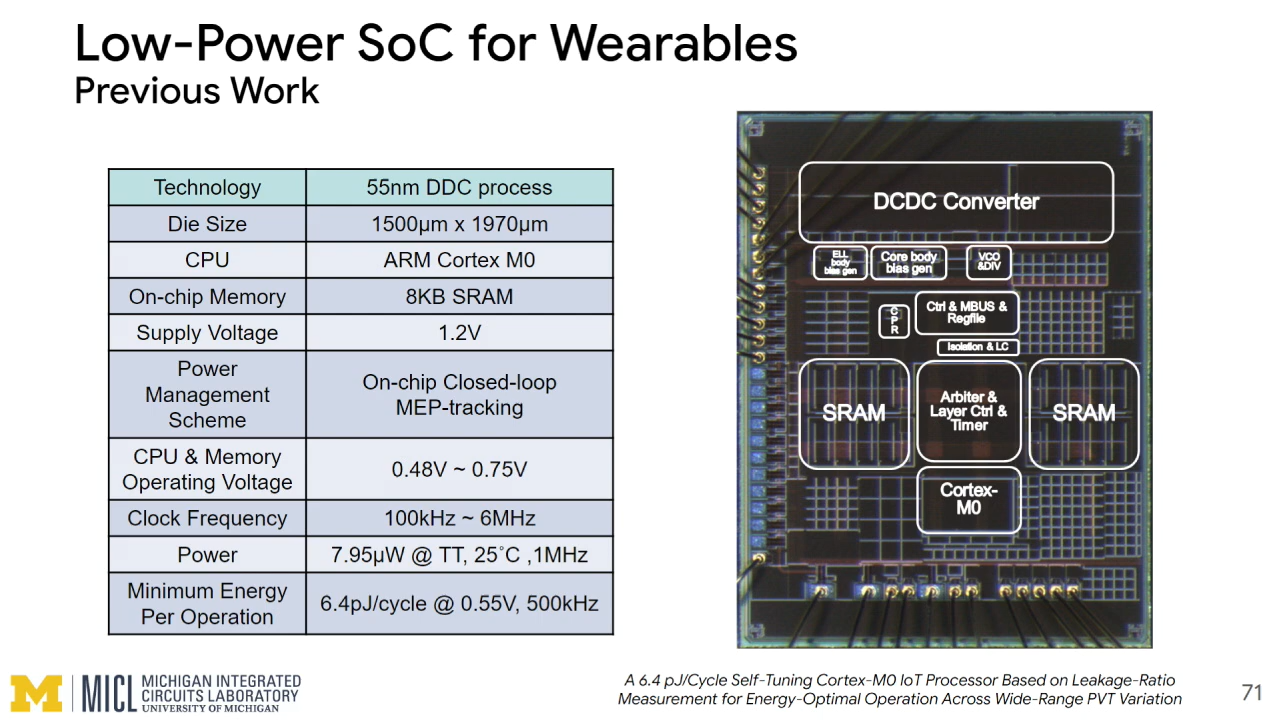 Low-Power SoC for Wearables
Previous Work
Technology 55nm DDC process
Die Size 1500µm x 1970µm
CPU ARM Cortex M0
On-chip Memory 8KB SRAM
Supply Voltage 1.2V
Power
Management
Scheme
On-chip Closed-loop
MEP-tracking
CPU & Memory
Operating Voltage
0.48V ~ 0.75V
Clock Frequency 100kHz ~ 6MHz
Power 7.95µW @ TT, 25˚C ,1MHz
Minimum Energy
Per Operation
6.4pJ/cycle @ 0.55V, 500kHz
DCDC Converter
ELL
body
bias gen
Core body
bias gen
VCO
&DIV
C
P
R
Ctrl & MBUS &
Regfile
Isolation & LC
SRAM
Arbiter &
Layer Ctrl &
Timer
SRAM
Cortex-
M0
M
MICL
MICHIGAN INTEGRATED
CIRCUITS LABORATORY
UNIVERSITY OF MICHIGAN
A 6.4 pJ/Cycle Self-Tuning Cortex-M0 IoT Processor Based on Leakage-Ratio
Measurement for Energy-Optimal Operation Across Wide-Range PVT Variation
71